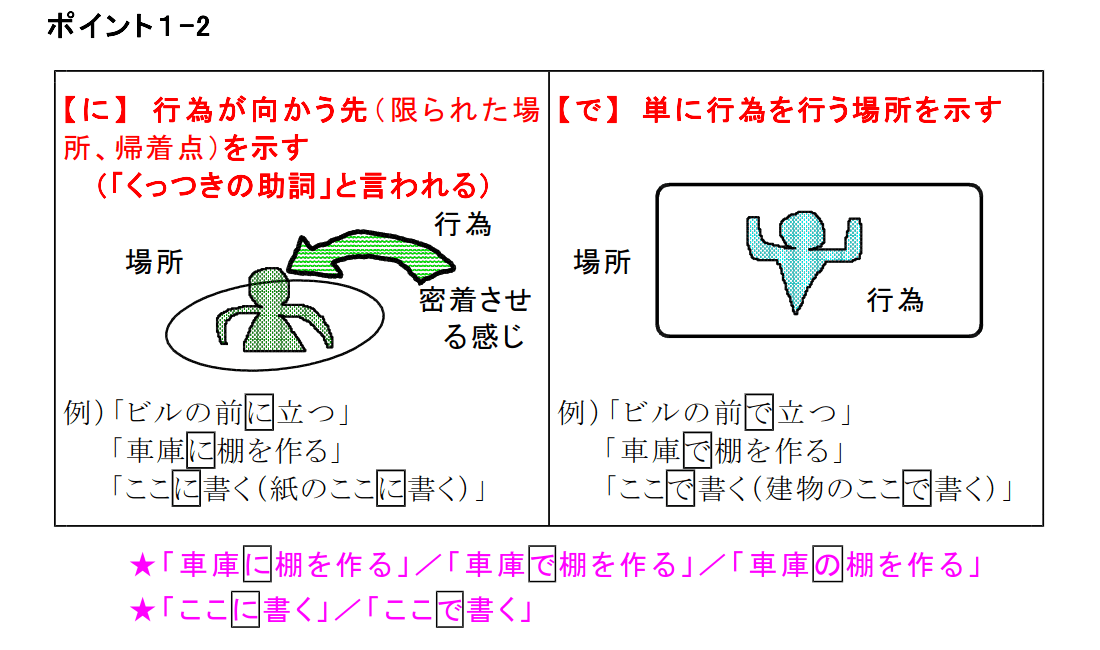 ポイント1-2
【に】 行為が向かう先(限られた場
所、帰着点)を示す
(「くっつきの助詞」と言われる)
行為
場所
密着させ
る感じ
例)「ビルの前に立つ」
「車庫に棚を作る」
「ここに書く(紙のここに書く)」
【で】 単に行為を行う場所を示す
場所
行為
例)「ビルの前で立つ」
「車庫で棚を作る」
「ここで書く(建物のここで書く)」
★「車庫に棚を作る」/「車庫で棚を作る」/「車庫の棚を作る」
★「ここに書く」/「ここで書く」